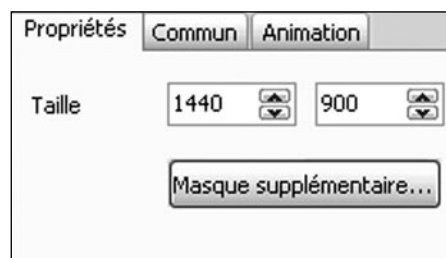 Propriétés Commun Animation
Taille 1440 900
Masque supplémentaire...